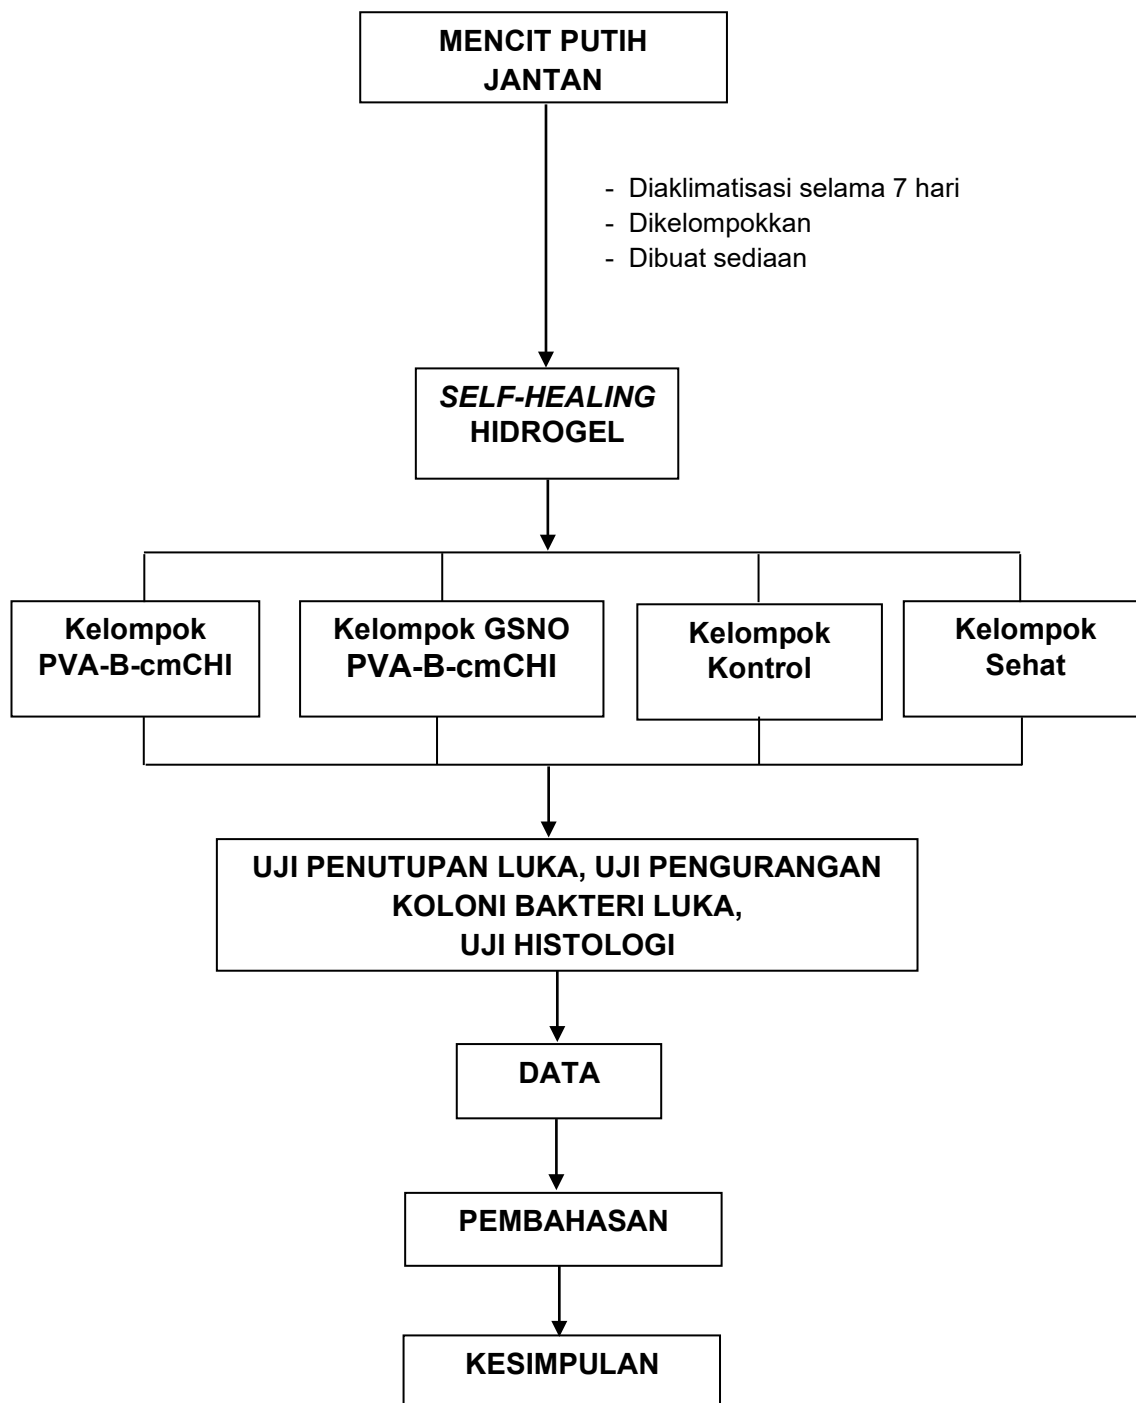 MENCIT PUTIH
JANTAN
- Diaklimatisasi selama 7 hari
- Dikelompokkan
- Dibuat sediaan
SELF-HEALING
HIDROGEL
Kelompok
PVA-B-cmCHI
Kelompok GSNO
PVA-B-cmCHI
Kelompok
Kontrol
Kelompok
Sehat
UJI PENUTUPAN LUKA, UJI PENGURANGAN
KOLONI BAKTERI LUKA,
UJI HISTOLOGI
DATA
PEMBAHASAN
KESIMPULAN